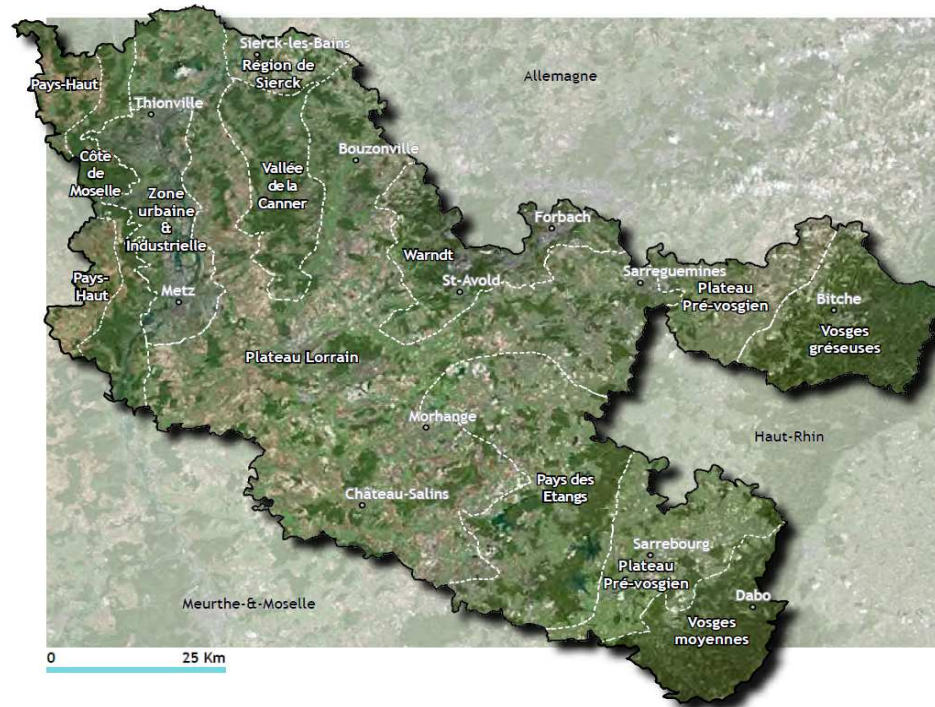 Sierck-les-Bains
Région de
Sierck
Allemagne
Pays-Haut
Thionville
Bouzonville
Côte
de
Moselle
Vallée
de la
Canner
Zone
urbaine
&
Industrielle
Forbach
Warndt
St-Avold
Sarreguemines
Pays-
Haut
Metz
Plateau
Pré-vosgien
Bitche
Vosges
gréseuses
Plateau Lorrain
Morhange
Haut-Rhin
Pays des
Etangs
Château-Salins
Sarrebourg
Plateau
Pré-vosgien
Meurthe-&-Moselle
Dabo
Vosges
moyennes
0 25 Km